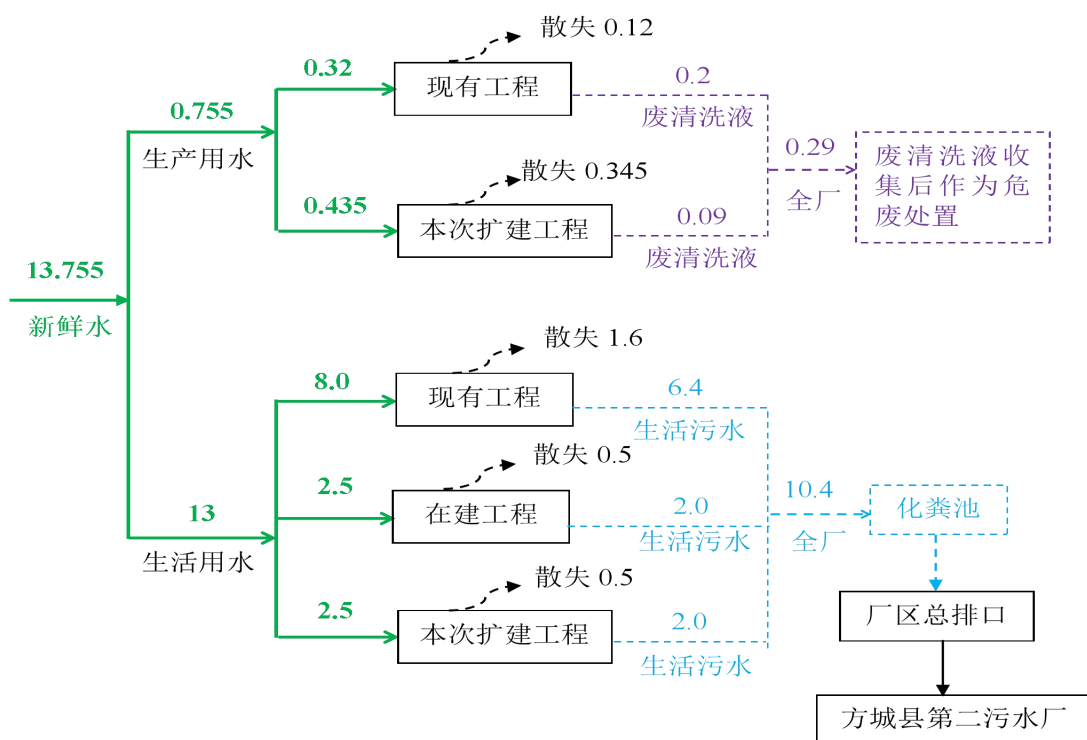 散失 0.12
0.32
现有工程
0.2
废清洗液
0.755
生产用水
0.29
全厂
废清洗液收
集后作为危
废处置
散失 0.345
0.435
本次扩建工程
0.09
废清洗液
13.755
新鲜水
散失 1.6
8.0
现有工程
6.4
生活污水
散失 0.5
2.5
在建工程
2.0
生活污水
13
生活用水
10.4
全厂
化粪池
散失 0.5
2.5
本次扩建工程
2.0
生活污水
厂区总排口
方城县第二污水厂